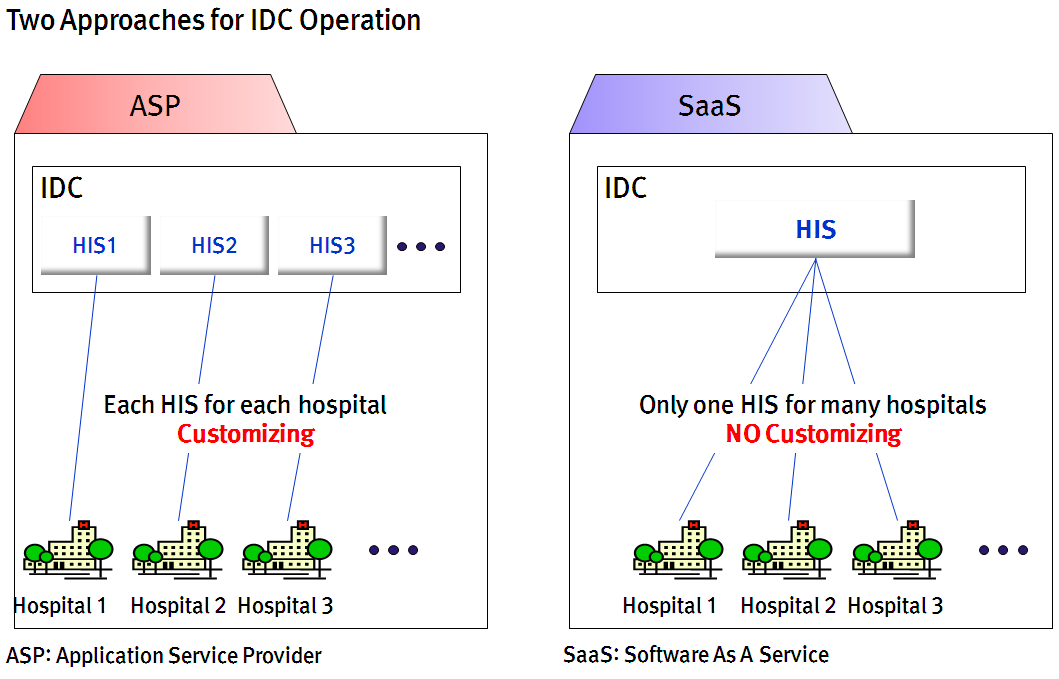 Two Approaches for IDC Operation
ASP
IDC
HIS1 HIS2 HIS3
Each HIS for each hospital
Customizing
Hospital 1 Hospital 2 Hospital 3
ASP: Application Service Provider
SaaS
IDC
HIS
Only one HIS for many hospitals
NO Customizing
Hospital 1 Hospital 2 Hospital 3
SaaS: Software As A Service